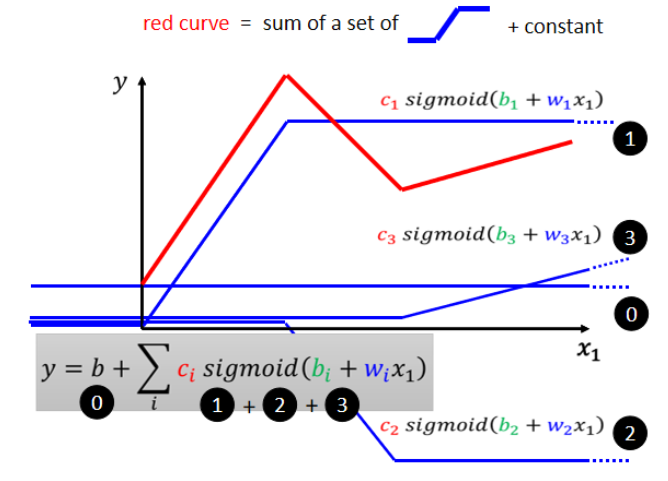 red curve = sum of a set of + constant
y
c₁ sigmoid(b₁ + w₁x₁)
1
c₃ sigmoid(b₃ + w₃x₁)
3
0
x₁
y = b + ∑ᵢ cᵢ sigmoid(bᵢ + wᵢx₁)
0 1 + 2 + 3
c₂ sigmoid(b₂ + w₂x₁)
2